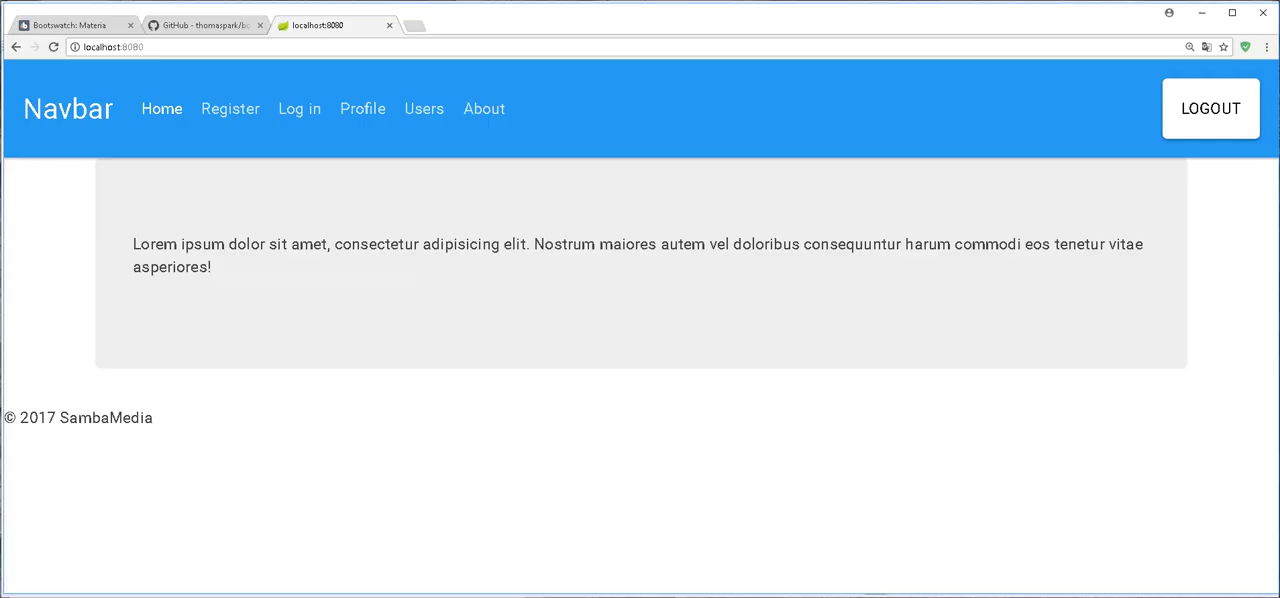 Bootswatch: Materia
GitHub - thomaspark/bo
localhost:8080
localhost:8080
Navbar Home Register Log in Profile Users About LOGOUT
Lorem ipsum dolor sit amet, consectetur adipisicing elit. Nostrum maiores autem vel doloribus consequuntur harum commodi eos tenetur vitae
asperiores!
© 2017 SambaMedia